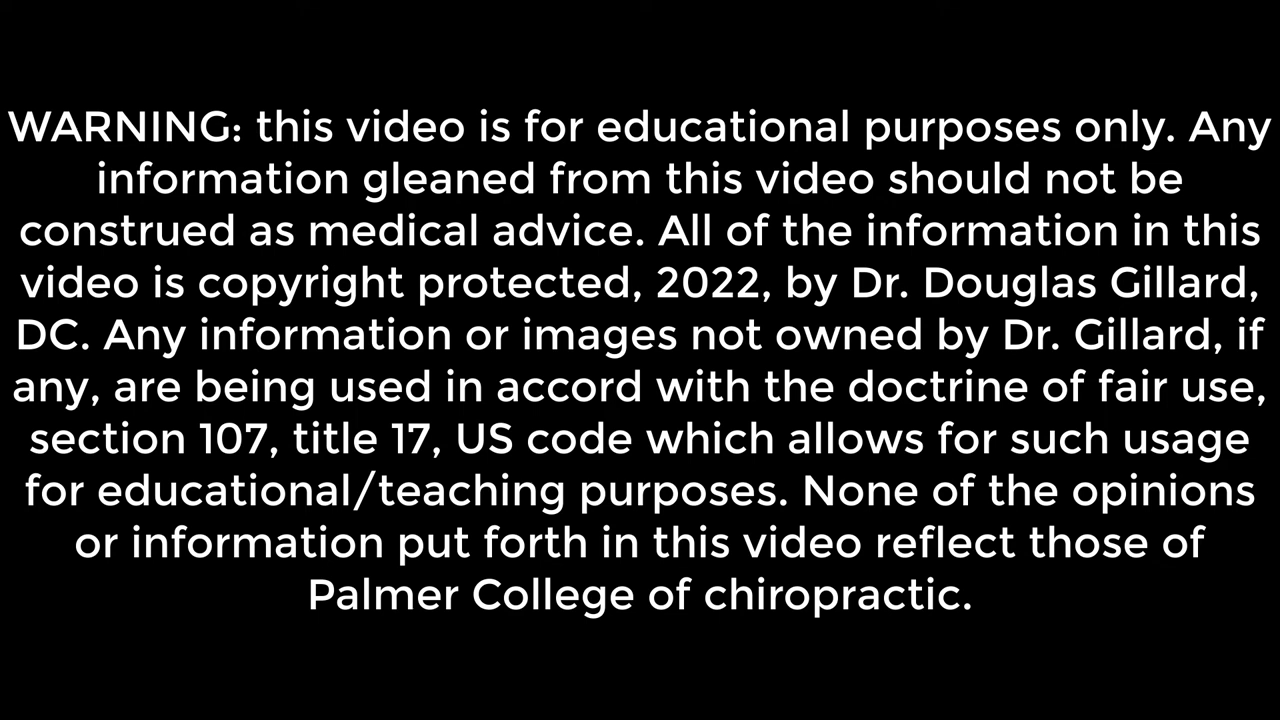 WARNING: this video is for educational purposes only. Any
information gleaned from this video should not be
construed as medical advice. All of the information in this
video is copyright protected, 2022, by Dr. Douglas Gillard,
DC. Any information or images not owned by Dr. Gillard, if
any, are being used in accord with the doctrine of fair use,
section 107, title 17, US code which allows for such usage
for educational/teaching purposes. None of the opinions
or information put forth in this video reflect those of
Palmer College of chiropractic.